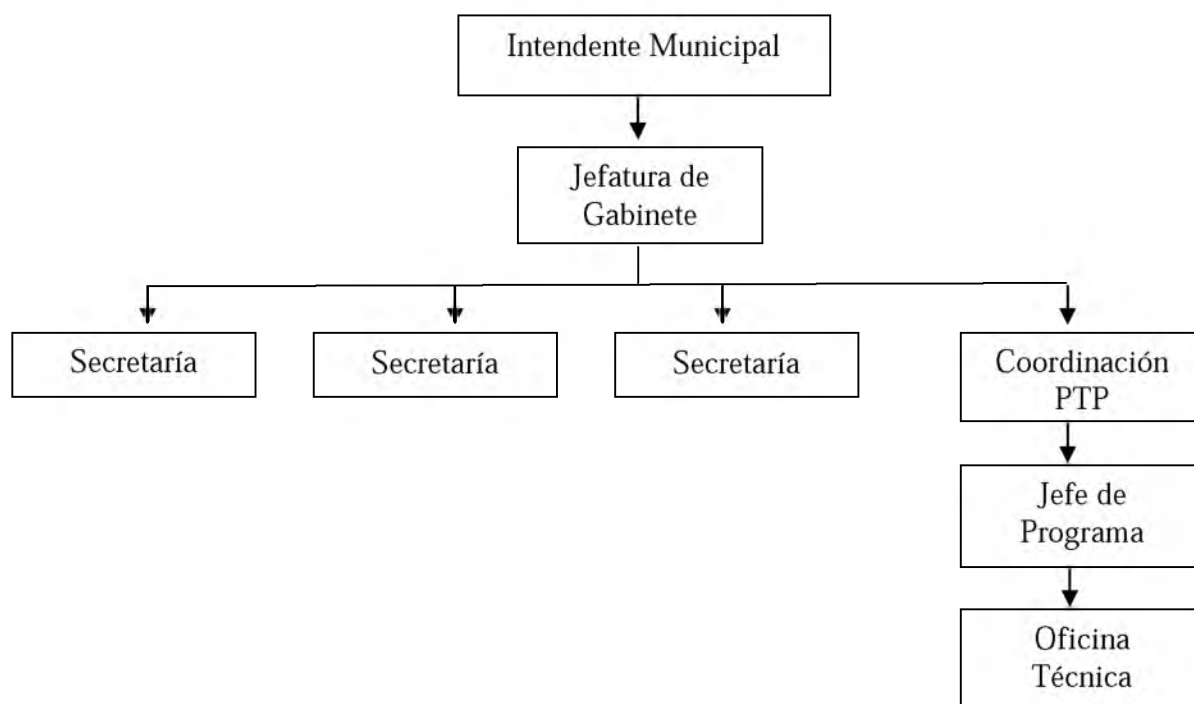 Intendente Municipal
Jefatura de
Gabinete
Secretaría
Secretaría
Secretaría
Coordinación
PTP
Jefe de
Programa
Oficina
Técnica